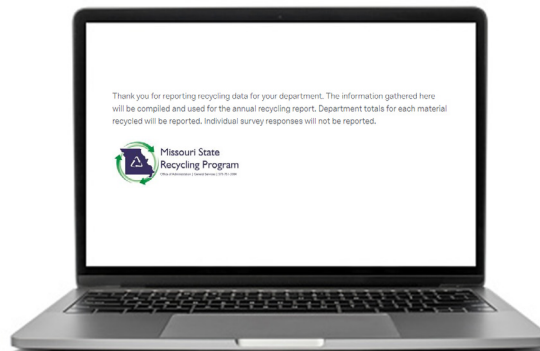 Thank you for reporting recycling data for your department. The information gathered here
will be compiled and used for the annual recycling report. Department totals for each material
recycled will be reported. Individual survey responses will not be reported.
Missouri State
Recycling Program